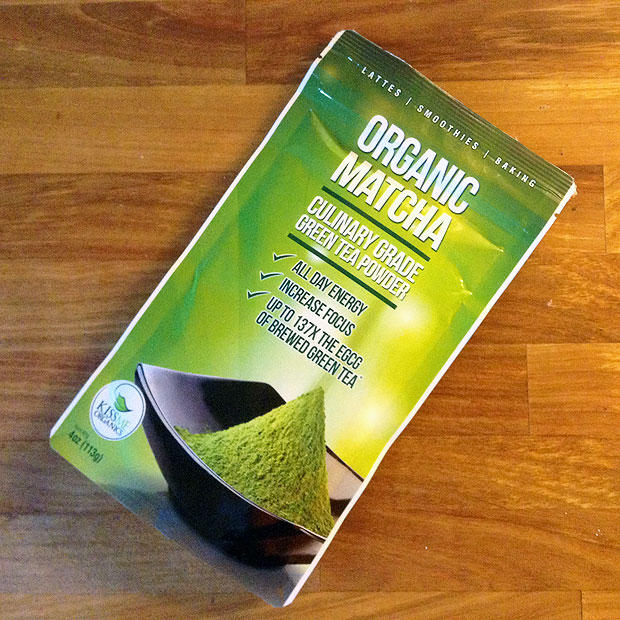 LATTES | SMOOTHIES | BAKING
ORGANIC
MATCHA
CULINARY GRADE
GREEN TEA POWDER
✓ ALL DAY ENERGY
✓ INCREASE FOCUS
✓ UP TO 137X THE EGCG
OF BREWED GREEN TEA*
KISS ME
ORGANICS
4oz (113g)